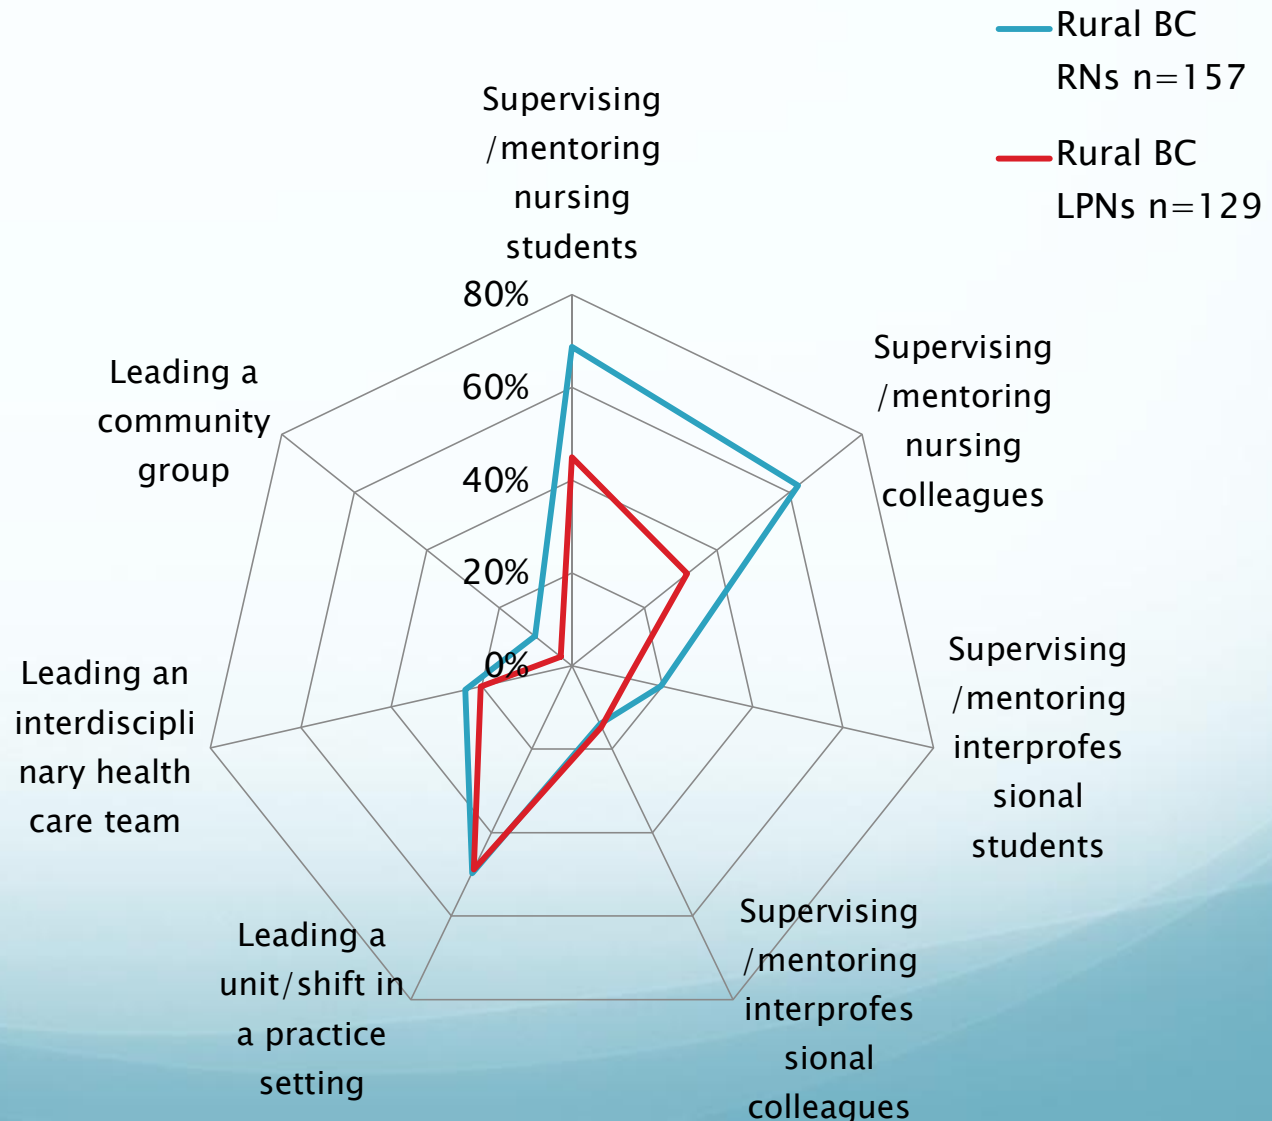 Rural BC
RNs n=157
Rural BC
LPNs n=129
Supervising
/mentoring
nursing
students
80%
60%
40%
20%
0%
Supervising
/mentoring
nursing
colleagues
Supervising
/mentoring
interprofes
sional
students
Supervising
/mentoring
interprofes
sional
colleagues
Leading a
unit/shift in
a practice
setting
Leading an
interdiscipli
nary health
care team
Leading a
community
group